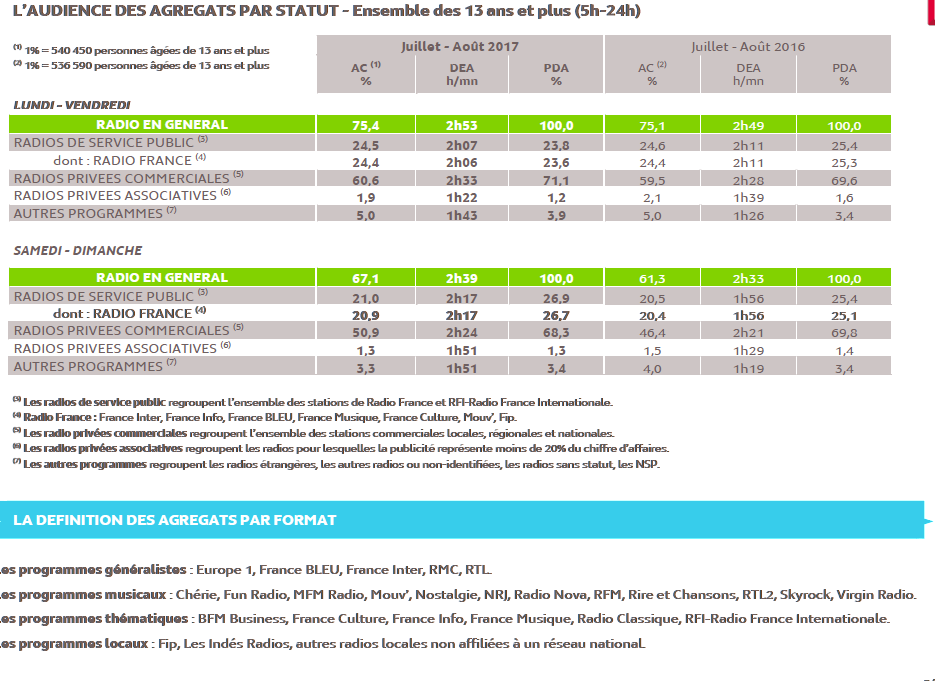 L'AUDIENCE DES AGREGATS PAR STATUT - Ensemble des 13 ans et plus (5h-24h)
(1) 1% = 540 450 personnes âgées de 13 ans et plus
(2) 1% = 536 590 personnes âgées de 13 ans et plus
Juillet - Août 2017 Juillet - Août 2016
AC (1) DEA PDA AC (2) DEA PDA
% h/mn % % h/mn %
LUNDI - VENDREDI
RADIO EN GENERAL 75,4 2h53 100,0 75,1 2h49 100,0
RADIOS DE SERVICE PUBLIC (3) 24,5 2h07 23,8 24,6 2h11 25,4
dont : RADIO FRANCE (4) 24,4 2h06 23,6 24,4 2h11 25,3
RADIOS PRIVEES COMMERCIALES (5) 60,6 2h33 71,1 59,5 2h28 69,6
RADIOS PRIVEES ASSOCIATIVES (6) 1,9 1h22 1,2 2,1 1h39 1,6
AUTRES PROGRAMMES (7) 5,0 1h43 3,9 5,0 1h26 3,4
SAMEDI - DIMANCHE
RADIO EN GENERAL 67,1 2h39 100,0 61,3 2h33 100,0
RADIOS DE SERVICE PUBLIC (3) 21,0 2h17 26,9 20,5 1h56 25,4
dont : RADIO FRANCE (4) 20,9 2h17 26,7 20,4 1h56 25,1
RADIOS PRIVEES COMMERCIALES (5) 50,9 2h24 68,3 46,4 2h21 69,8
RADIOS PRIVEES ASSOCIATIVES (6) 1,3 1h51 1,3 1,5 1h29 1,4
AUTRES PROGRAMMES (7) 3,3 1h51 3,4 4,0 1h19 3,4
(3) Les radios de service public regroupent l'ensemble des stations de Radio France et RFI-Radio France Internationale.
(4) Radio France : France Inter, France Info, France BLEU, France Musique, France Culture, Mouv', Fip.
(5) Les radio privées commerciales regroupent l'ensemble des stations commerciales locales, régionales et nationales.
(6) Les radios privées associatives regroupent les radios pour lesquelles la publicité représente moins de 20% du chiffre d'affaires.
(7) Les autres programmes regroupent les radios étrangères, les autres radios ou non-identifiées, les radios sans statut, les NSP.
LA DEFINITION DES AGREGATS PAR FORMAT
es programmes généralistes : Europe 1, France BLEU, France Inter, RMC, RTL.
es programmes musicaux : Chérie, Fun Radio, MFM Radio, Mouv', Nostalgie, NRJ, Radio Nova, RFM, Rire et Chansons, RTL2, Skyrock, Virgin Radio.
es programmes thématiques : BFM Business, France Culture, France Info, France Musique, Radio Classique, RFI-Radio France Internationale.
es programmes locaux : Fip, Les Indés Radios, autres radios locales non affiliées à un réseau national.